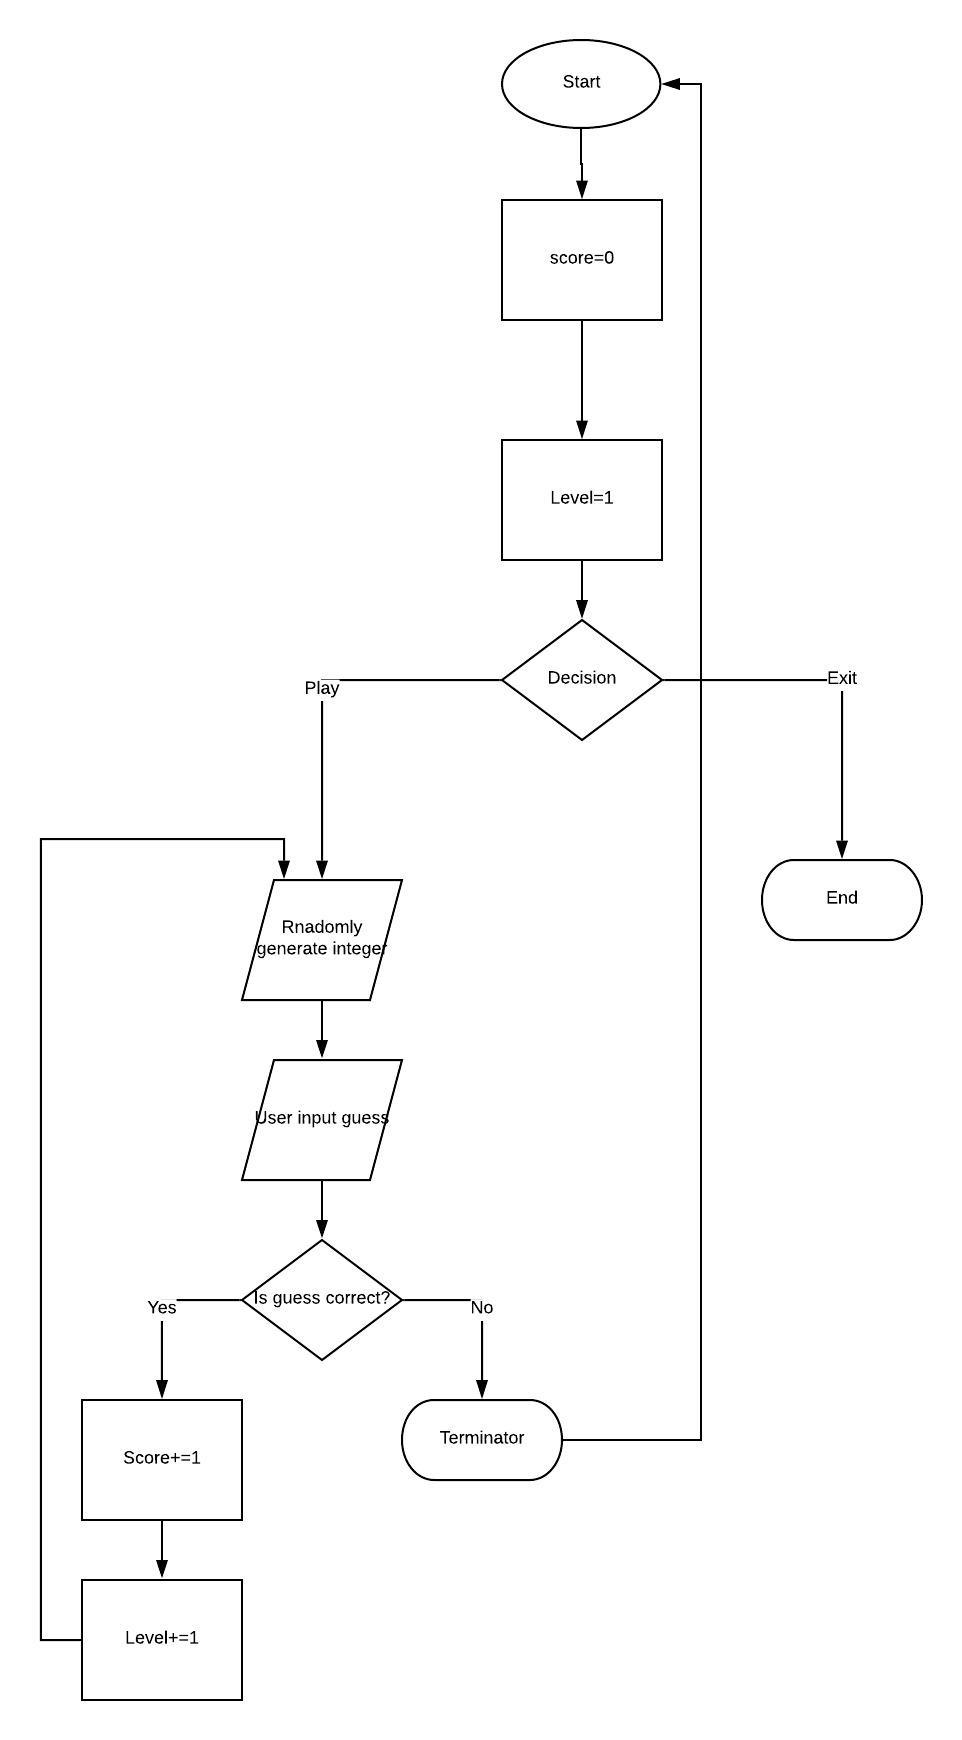 Start
score=0
Level=1
Decision
Play
Exit
End
Rnadomly
generate integer
User input guess
Is guess correct?
Yes
No
Score+=1
Terminator
Level+=1